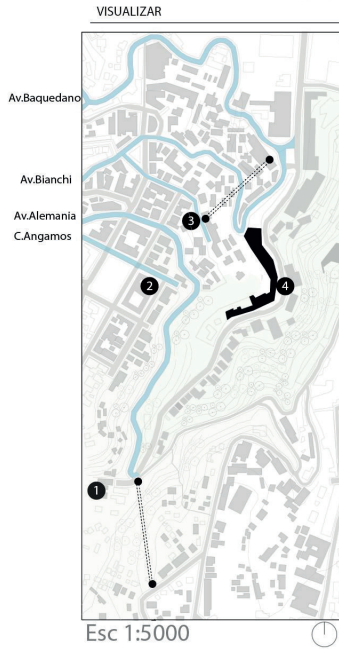 VISUALIZAR
Av.Baquedano
Av.Bianchi
Av.Alemania
C.Angamos
3
2
4
1
Esc 1:5000